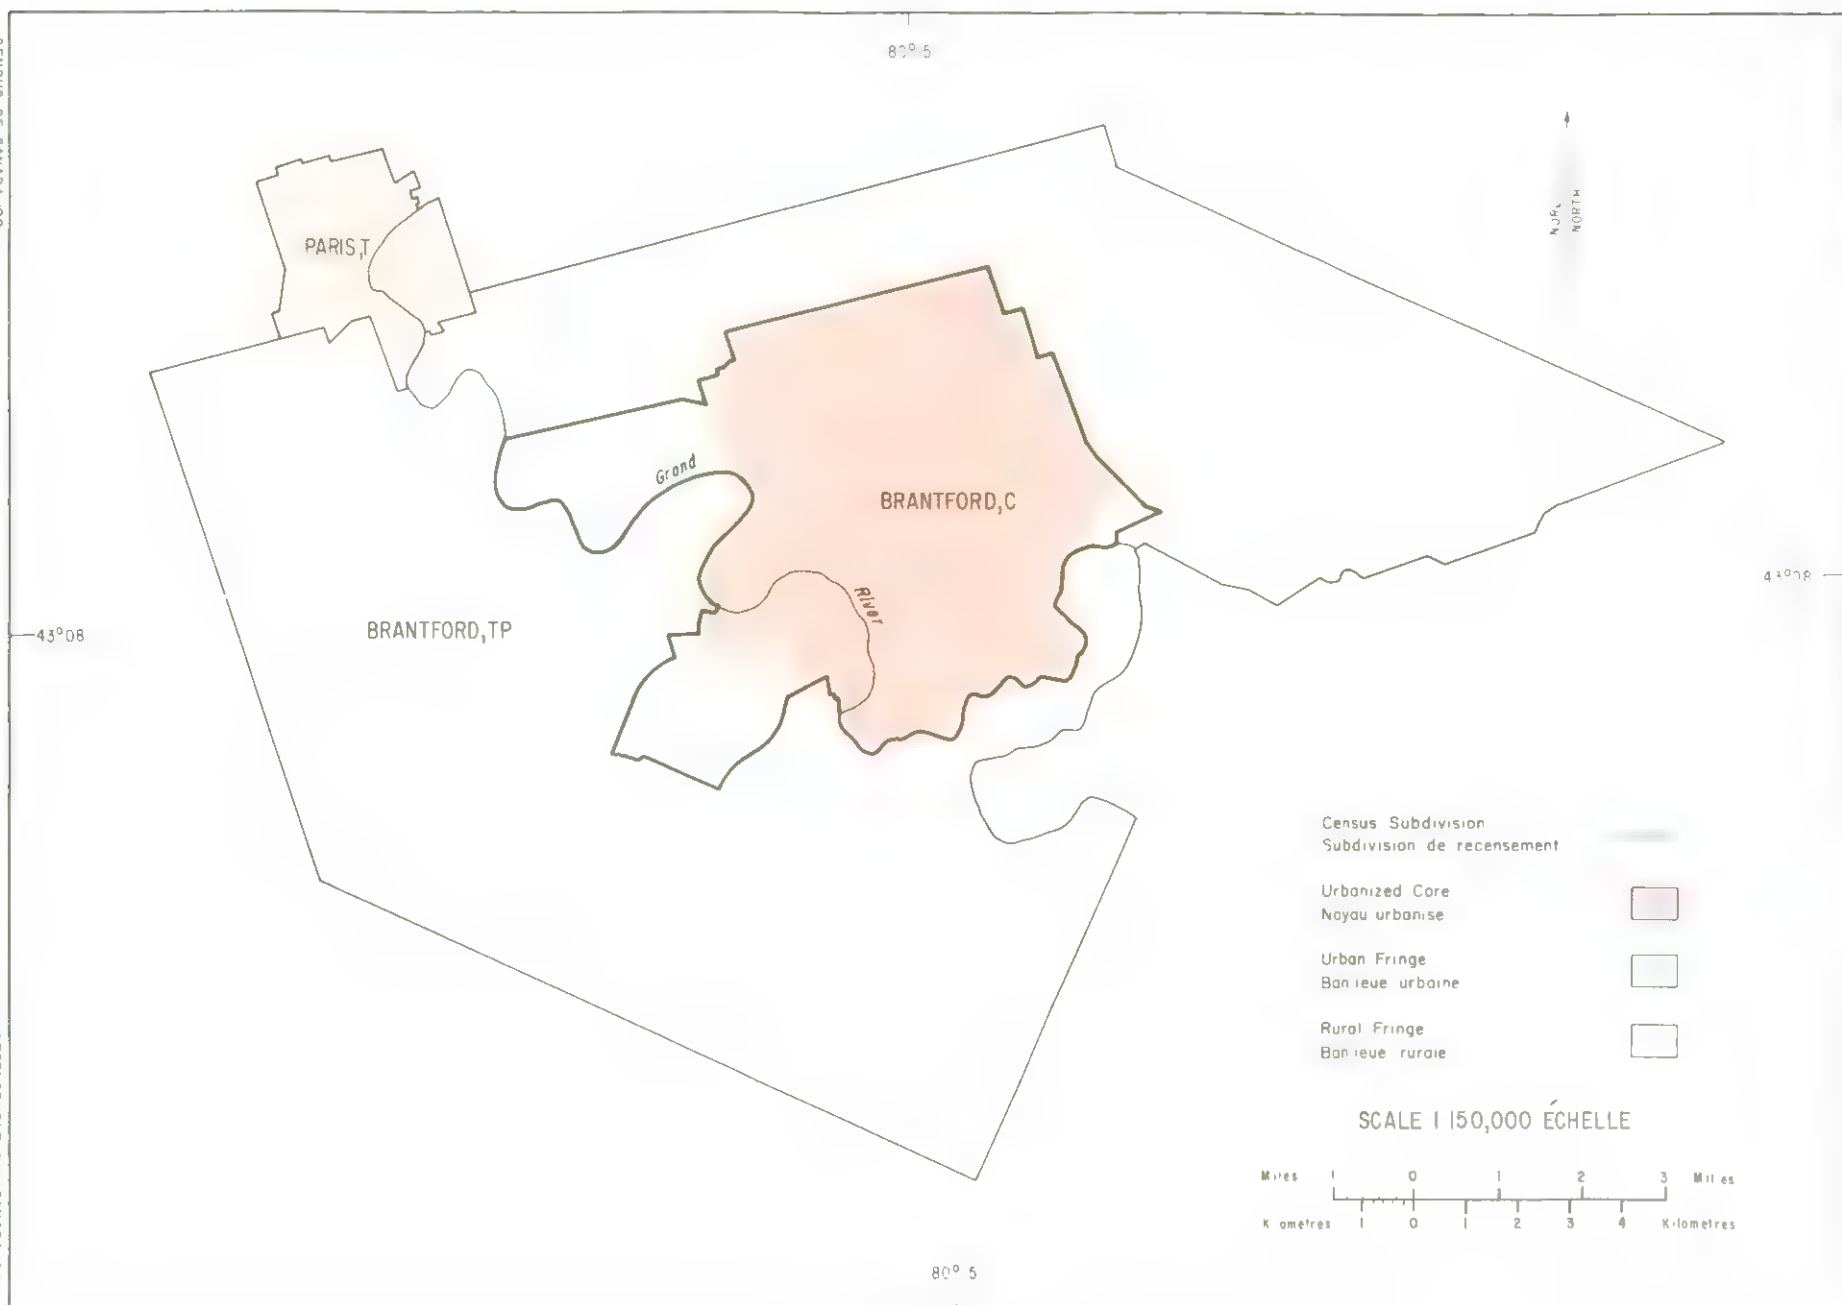 80° 5
NORTH
PARIS,T
Grand
BRANTFORD,C
River
BRANTFORD,TP
43°08
Census Subdivision
Subdivision de recensement
Urbanized Core
Noyau urbanise
Urban Fringe
Banlieue urbaine
Rural Fringe
Banlieue rurale
SCALE 1 150,000 ÉCHELLE
Miles 1 0 1 2 3 Miles
K ometres 1 0 1 2 3 4 Kilometres
80° 5